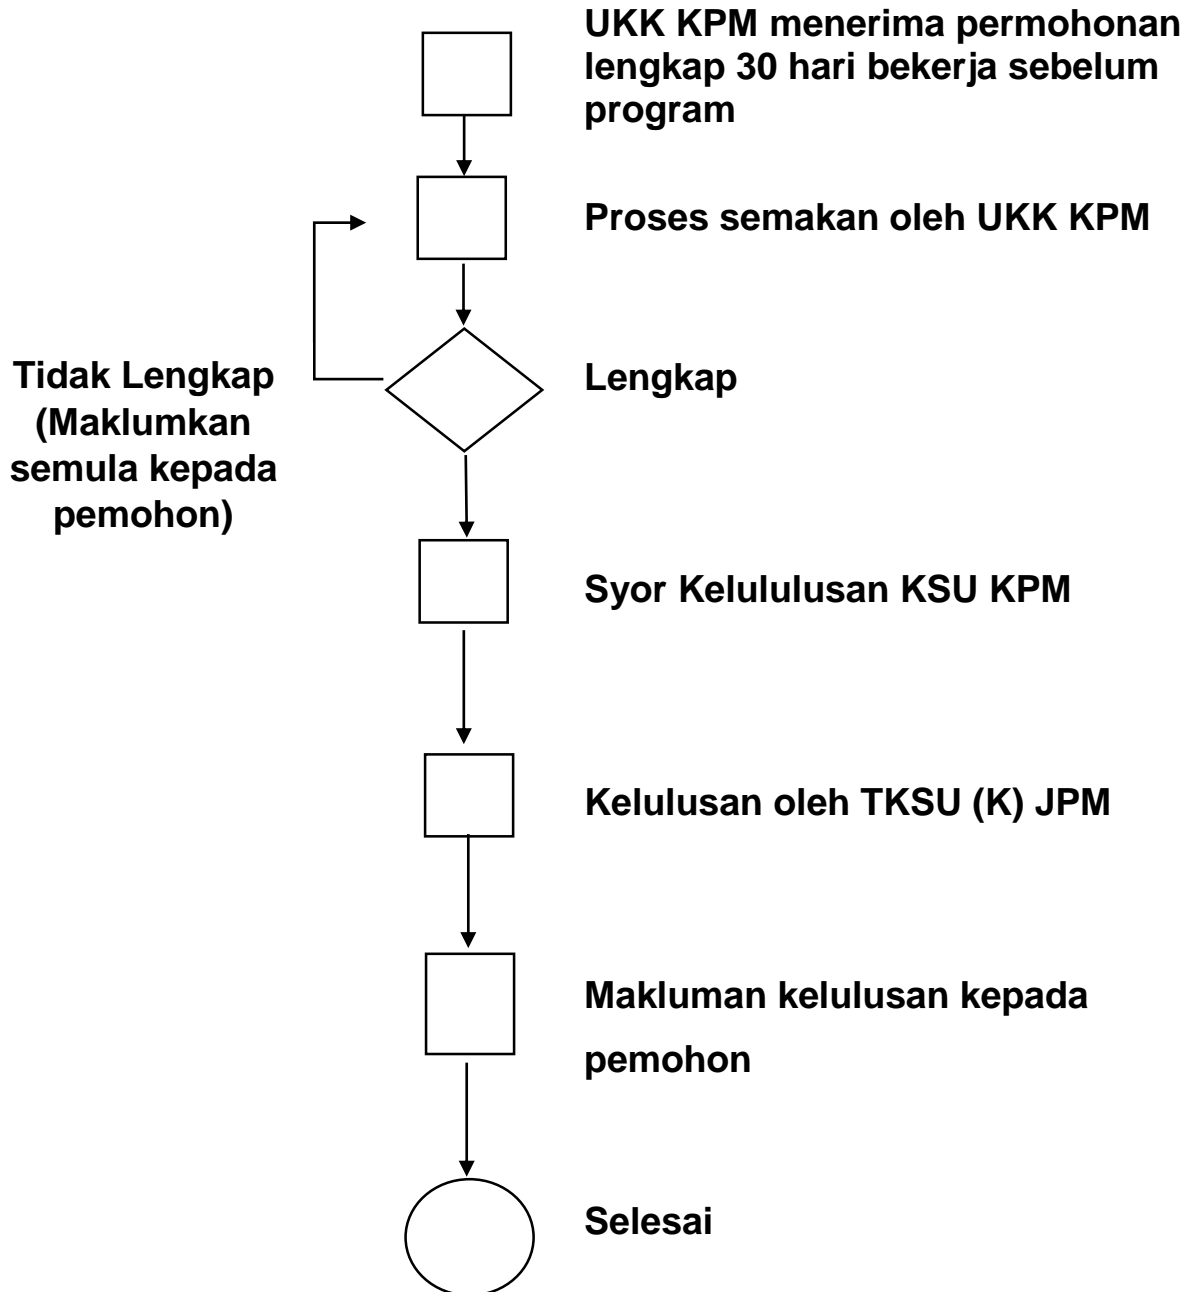 UKK KPM menerima permohonan
lengkap 30 hari bekerja sebelum
program
Proses semakan oleh UKK KPM
Tidak Lengkap
(Maklumkan
semula kepada
pemohon)
Lengkap
Syor Kelululusan KSU KPM
Kelulusan oleh TKSU (K) JPM
Makluman kelulusan kepada
pemohon
Selesai